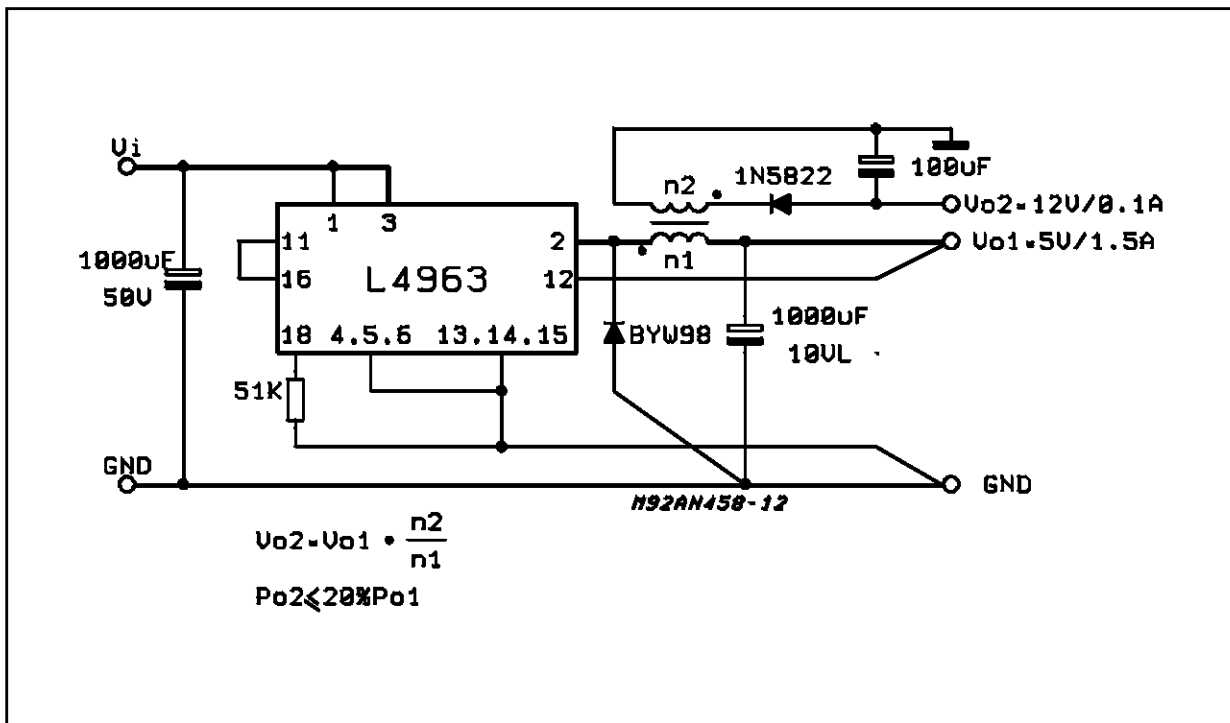 Vi
n2
1N5822
100uF
Vo2=12V/0.1A
1 3
11
2
n1
Vo1=5V/1.5A
1000uF
50V
16
L4963
12
18 4.5.6 13.14.15
BYW98
1000uF
10VL
51K
GND
GND
M92AN458-12
Vo2=Vo1 • n2
n1
Po2≤20%Po1